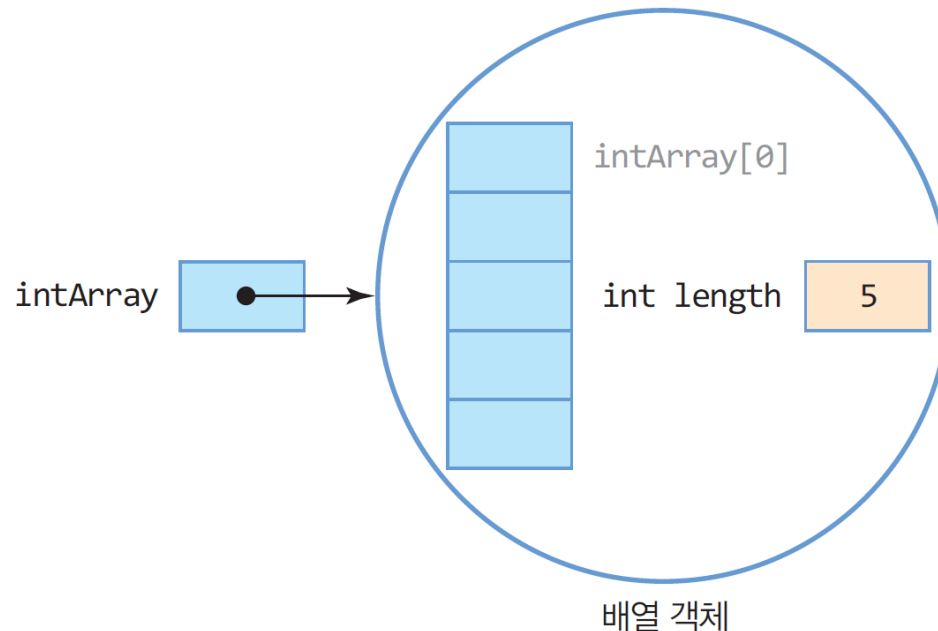 intArray[0]
intArray
int length
5
배열 객체